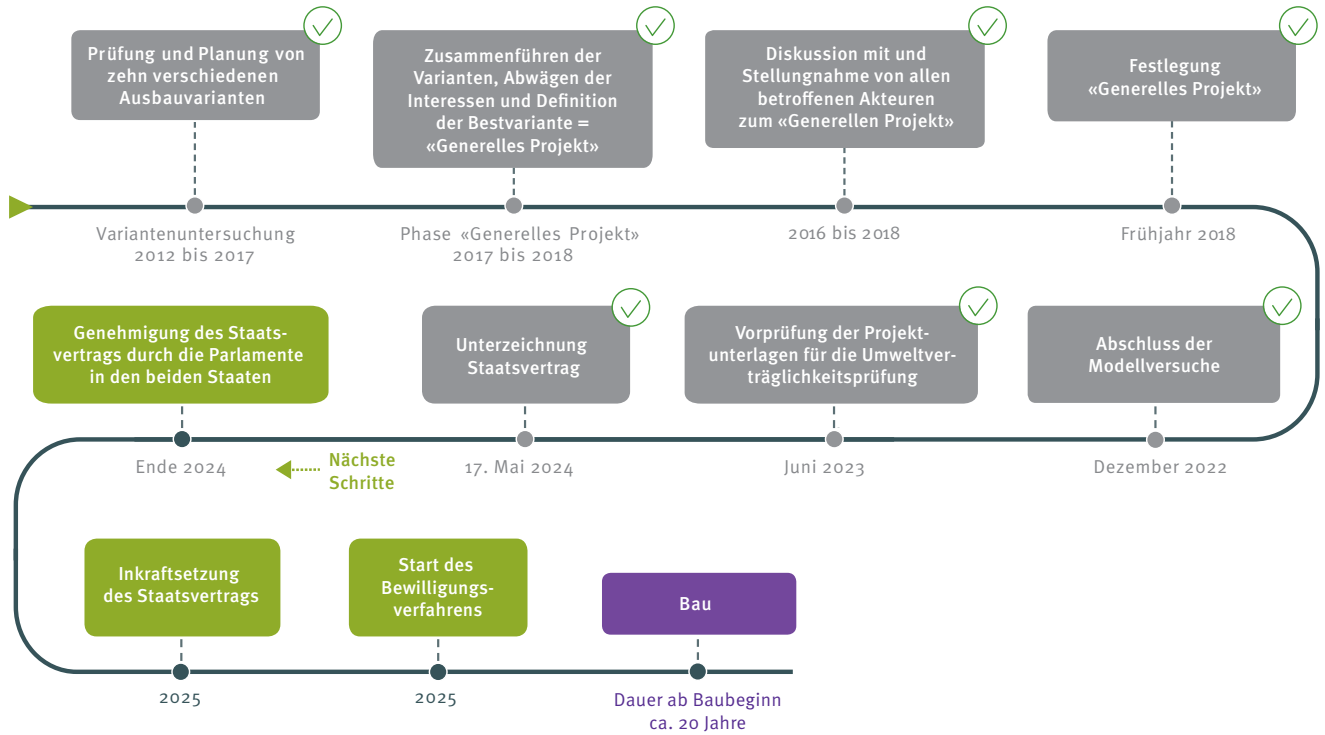 Prüfung und Planung von
zehn verschiedenen
Ausbauvarianten
Variantenuntersuchung
2012 bis 2017
Zusammenführen der
Varianten, Abwägen der
Interessen und Definition
der Bestvariante =
«Generelles Projekt»
Phase «Generelles Projekt»
2017 bis 2018
Diskussion mit und
Stellungnahme von allen
betroffenen Akteuren
zum «Generellen Projekt»
2016 bis 2018
Festlegung
«Generelles Projekt»
Frühjahr 2018
Abschluss der
Modellversuche
Dezember 2022
Vorprüfung der Projekt-
unterlagen für die Umweltver-
träglichkeitsprüfung
Juni 2023
Unterzeichnung
Staatsvertrag
17. Mai 2024
Nächste
Schritte
Genehmigung des Staats-
vertrags durch die Parlamente
in den beiden Staaten
Ende 2024
Inkraftsetzung
des Staatsvertrags
2025
Start des
Bewilligungs-
verfahrens
2025
Bau
Dauer ab Baubeginn
ca. 20 Jahre